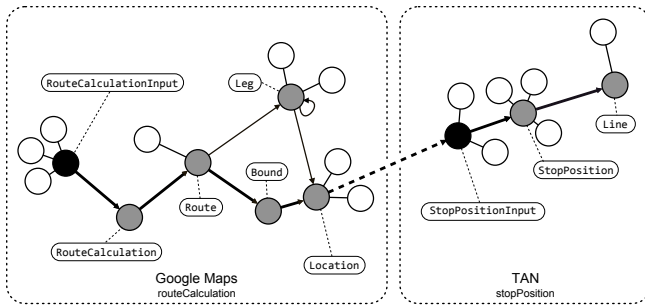 RouteCalculationInput
Leg
Bound
Route
RouteCalculation
Location
Google Maps
routeCalculation
Line
StopPosition
StopPositionInput
TAN
stopPosition